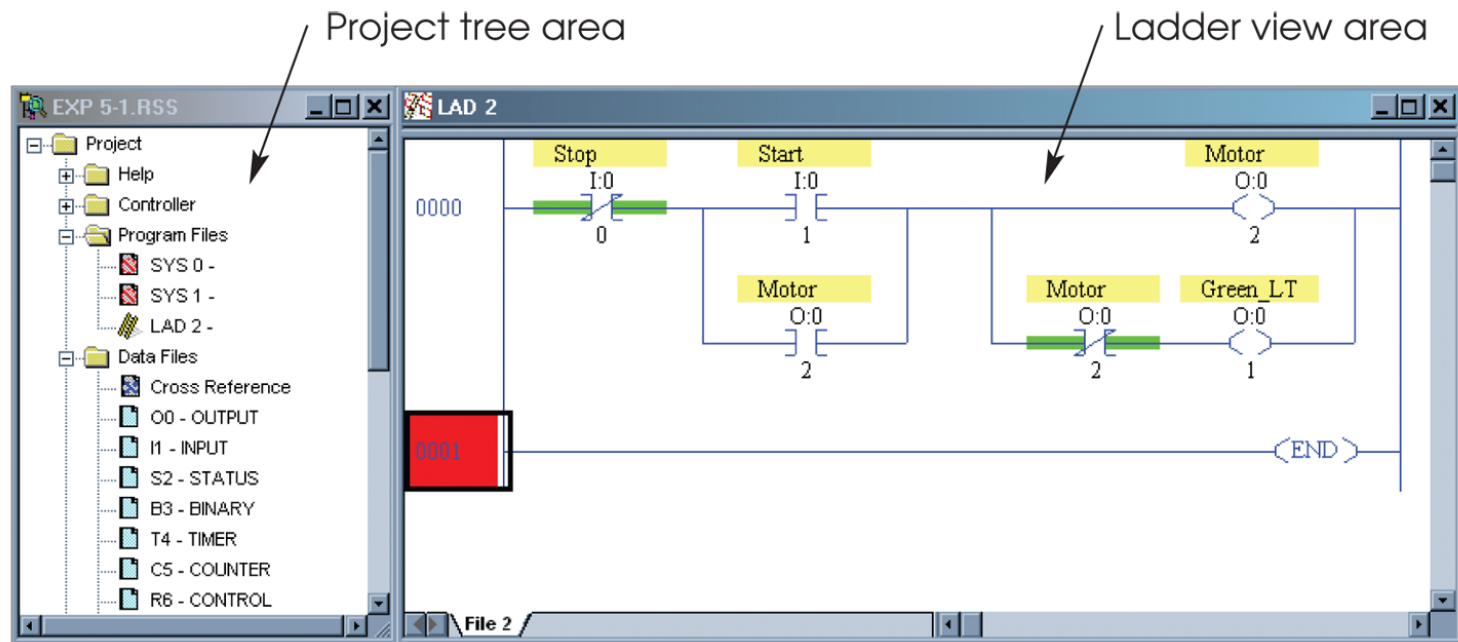 Project tree area
Ladder view area
EXP 5-1.RSS
Project
Help
Controller
Program Files
SYS 0 -
SYS 1 -
LAD 2 -
Data Files
Cross Reference
O0 - OUTPUT
I1 - INPUT
S2 - STATUS
B3 - BINARY
T4 - TIMER
C5 - COUNTER
R6 - CONTROL
LAD 2
Stop Start Motor
I:0 I:0 O:0
0000
0 1 2
Motor Motor Green_LT
O:0 O:0 O:0
2 2 1
0001 END
File 2